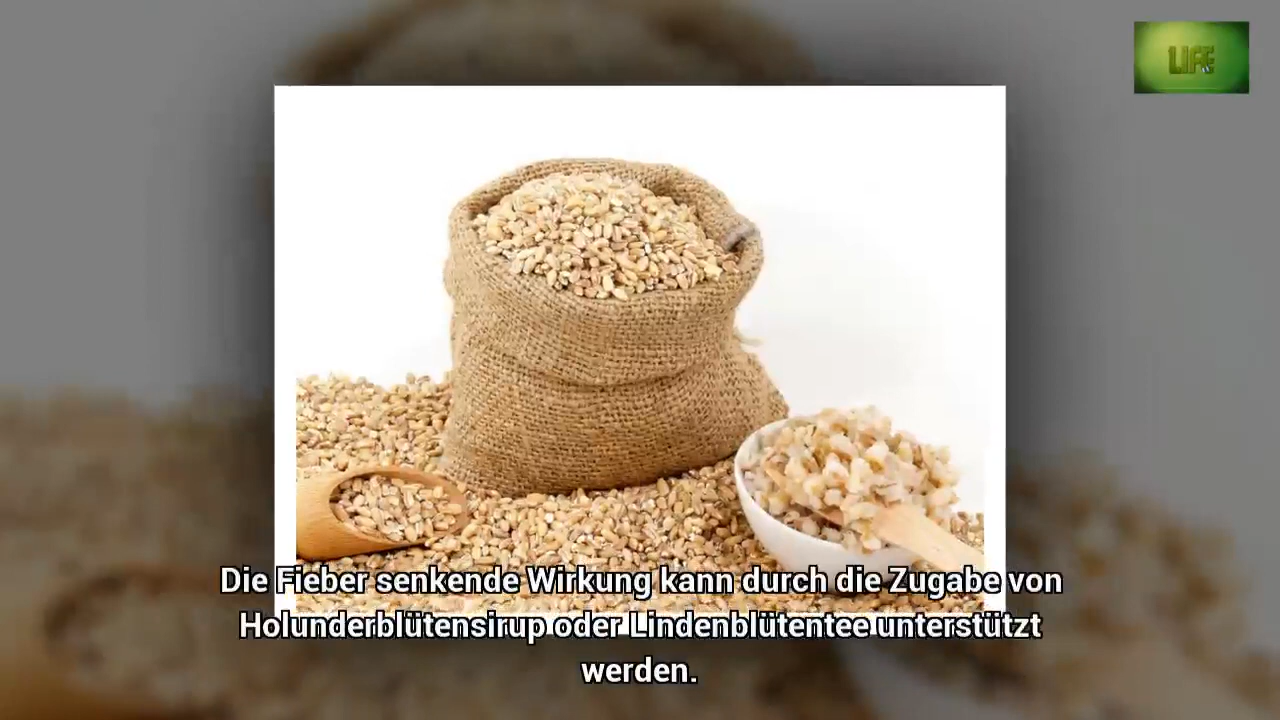 LIFE
Die Fieber senkende Wirkung kann durch die Zugabe von
Holunderblütensirup oder Lindenblütentee unterstützt
werden.